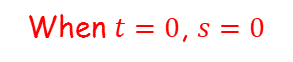 When t = 0, s = 0